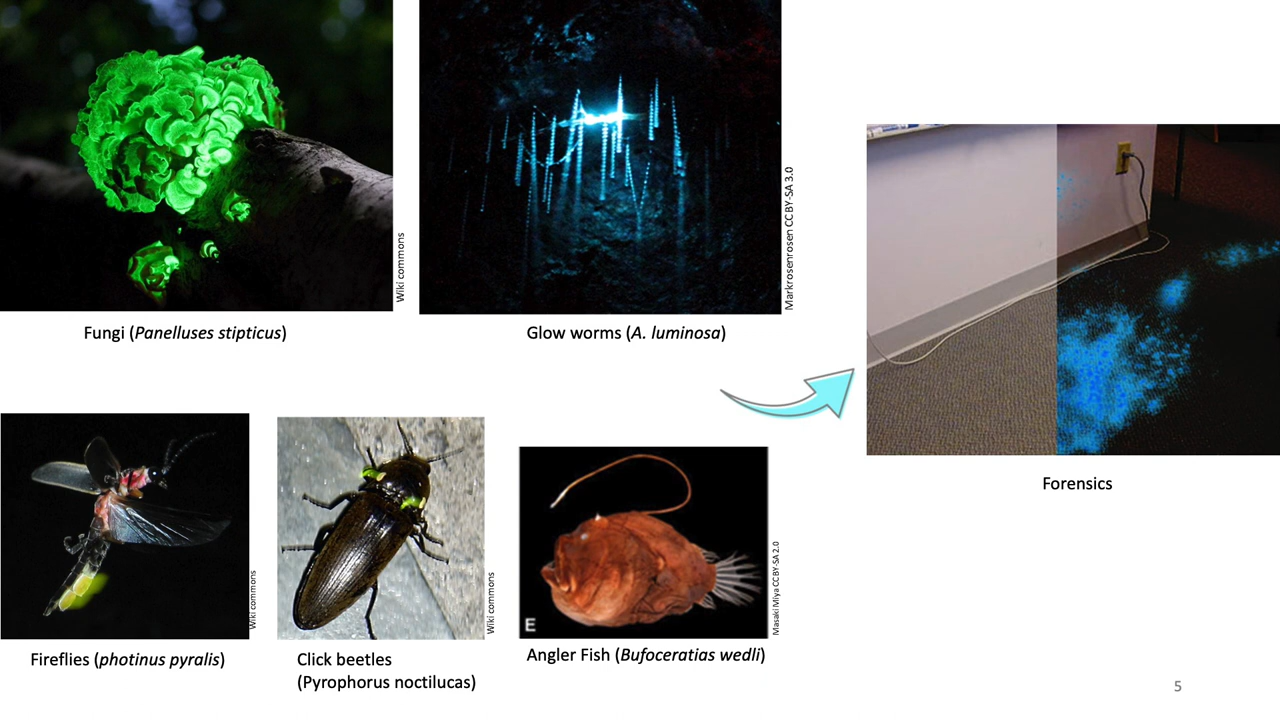 Wiki commons
Markrosenrosen CC BY-SA 3.0
Fungi (Panelluses stipticus)
Glow worms (A. luminosa)
Forensics
Wiki commons
Wiki commons
E
Masaki Miya CC BY-SA 2.0
Fireflies (photinus pyralis)
Click beetles
(Pyrophorus noctilucas)
Angler Fish (Bufoceratias wedli)
5